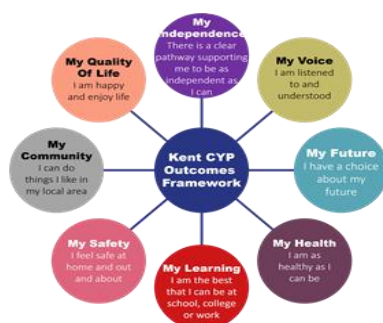 My
Independence
There is a clear
pathway supporting
me to be as
independent as
I can
My Voice
I am listened
to and
understood
My Future
I have a choice
about my
future
My Health
I am as
healthy as I
can be
My Learning
I am the best
that I can be at
school, college
or work
My Safety
I feel safe at
home and out
and about
My
Community
I can do
things I like in
my local area
My Quality
Of Life
I am happy
and enjoy life
Kent CYP
Outcomes
Framework